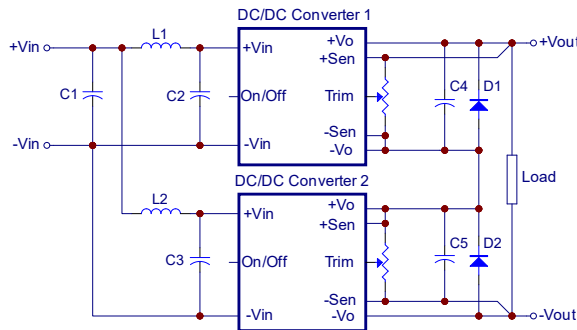 DC/DC Converter 1
+Vin
L1
+Vin
+Vo
+Vout
+Sen
C1
C2
On/Off
Trim
C4
D1
-Vin
-Vin
-Sen
-Vo
DC/DC Converter 2
Load
L2
+Vin
+Vo
+Sen
C3
On/Off
Trim
C5
D2
-Sen
-Vin
-Vo
-Vout